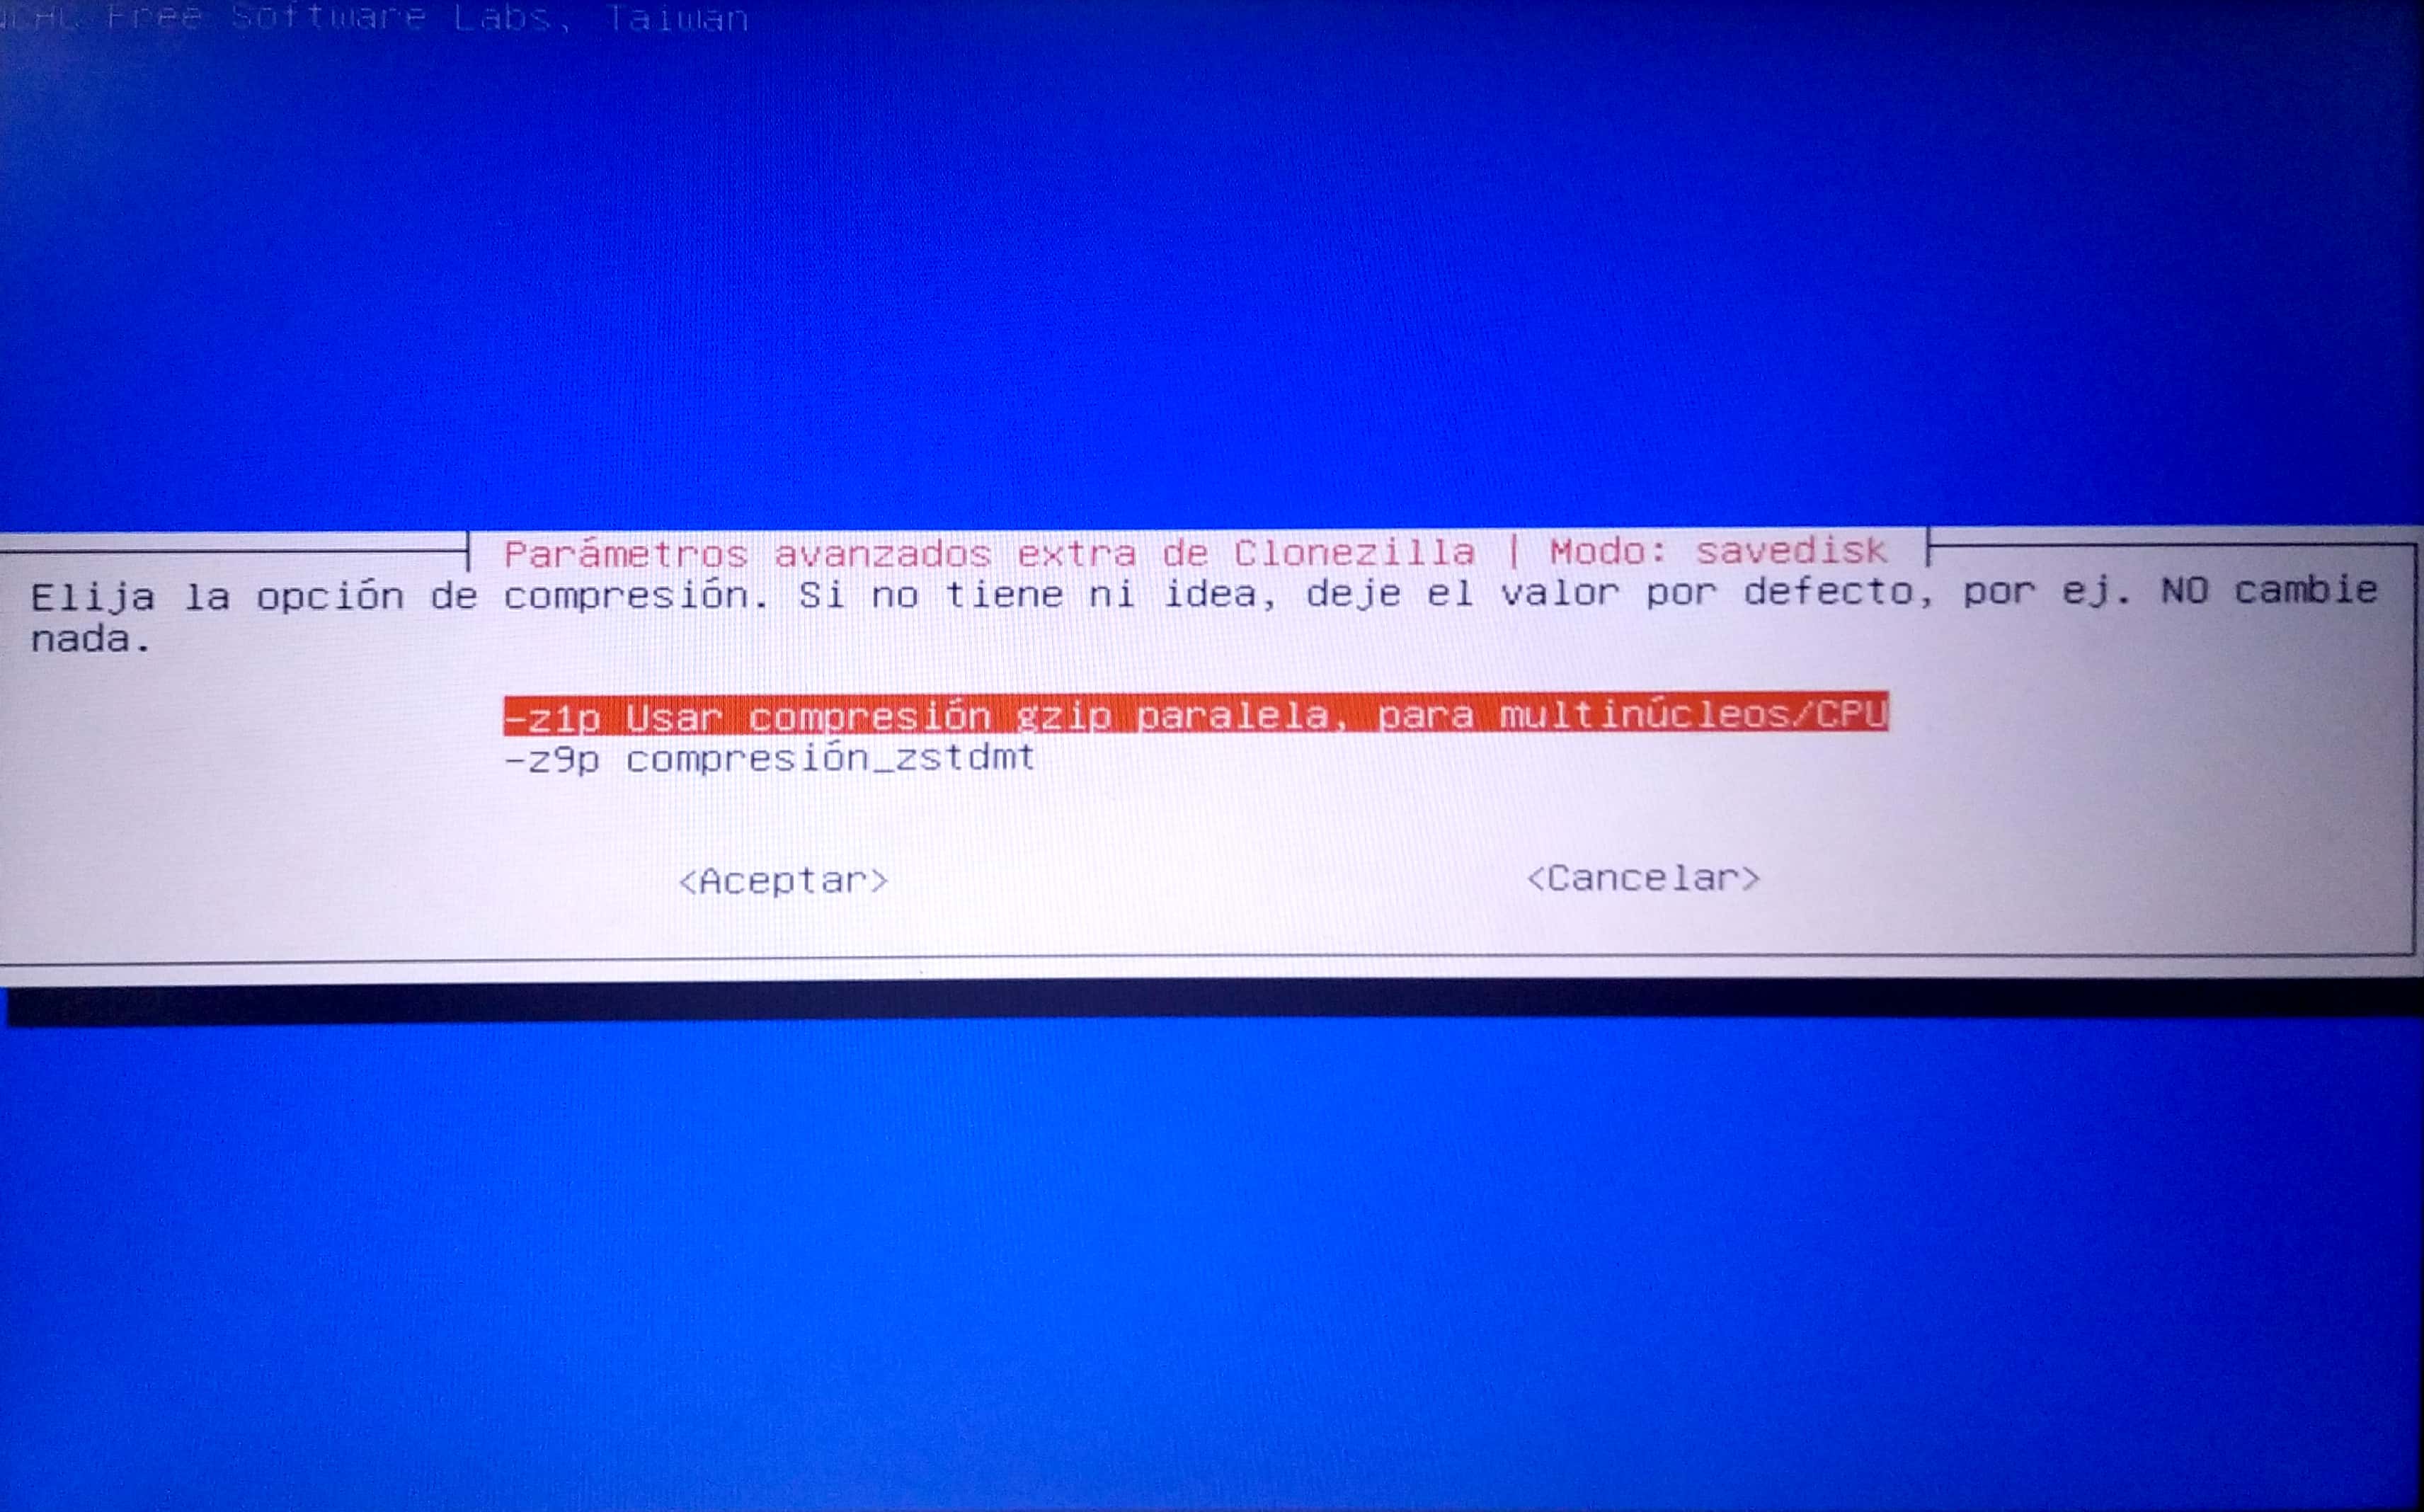 NCHC Free Software Labs, Taiwan
Parámetros avanzados extra de Clonezilla | Modo: savedisk
Elija la opción de compresión. Si no tiene ni idea, deje el valor por defecto, por ej. NO cambie
nada.
-z1p Usar compresión gzip paralela, para multinúcleos/CPU
-z9p compresión_zstdmt
<Aceptar> <Cancelar>